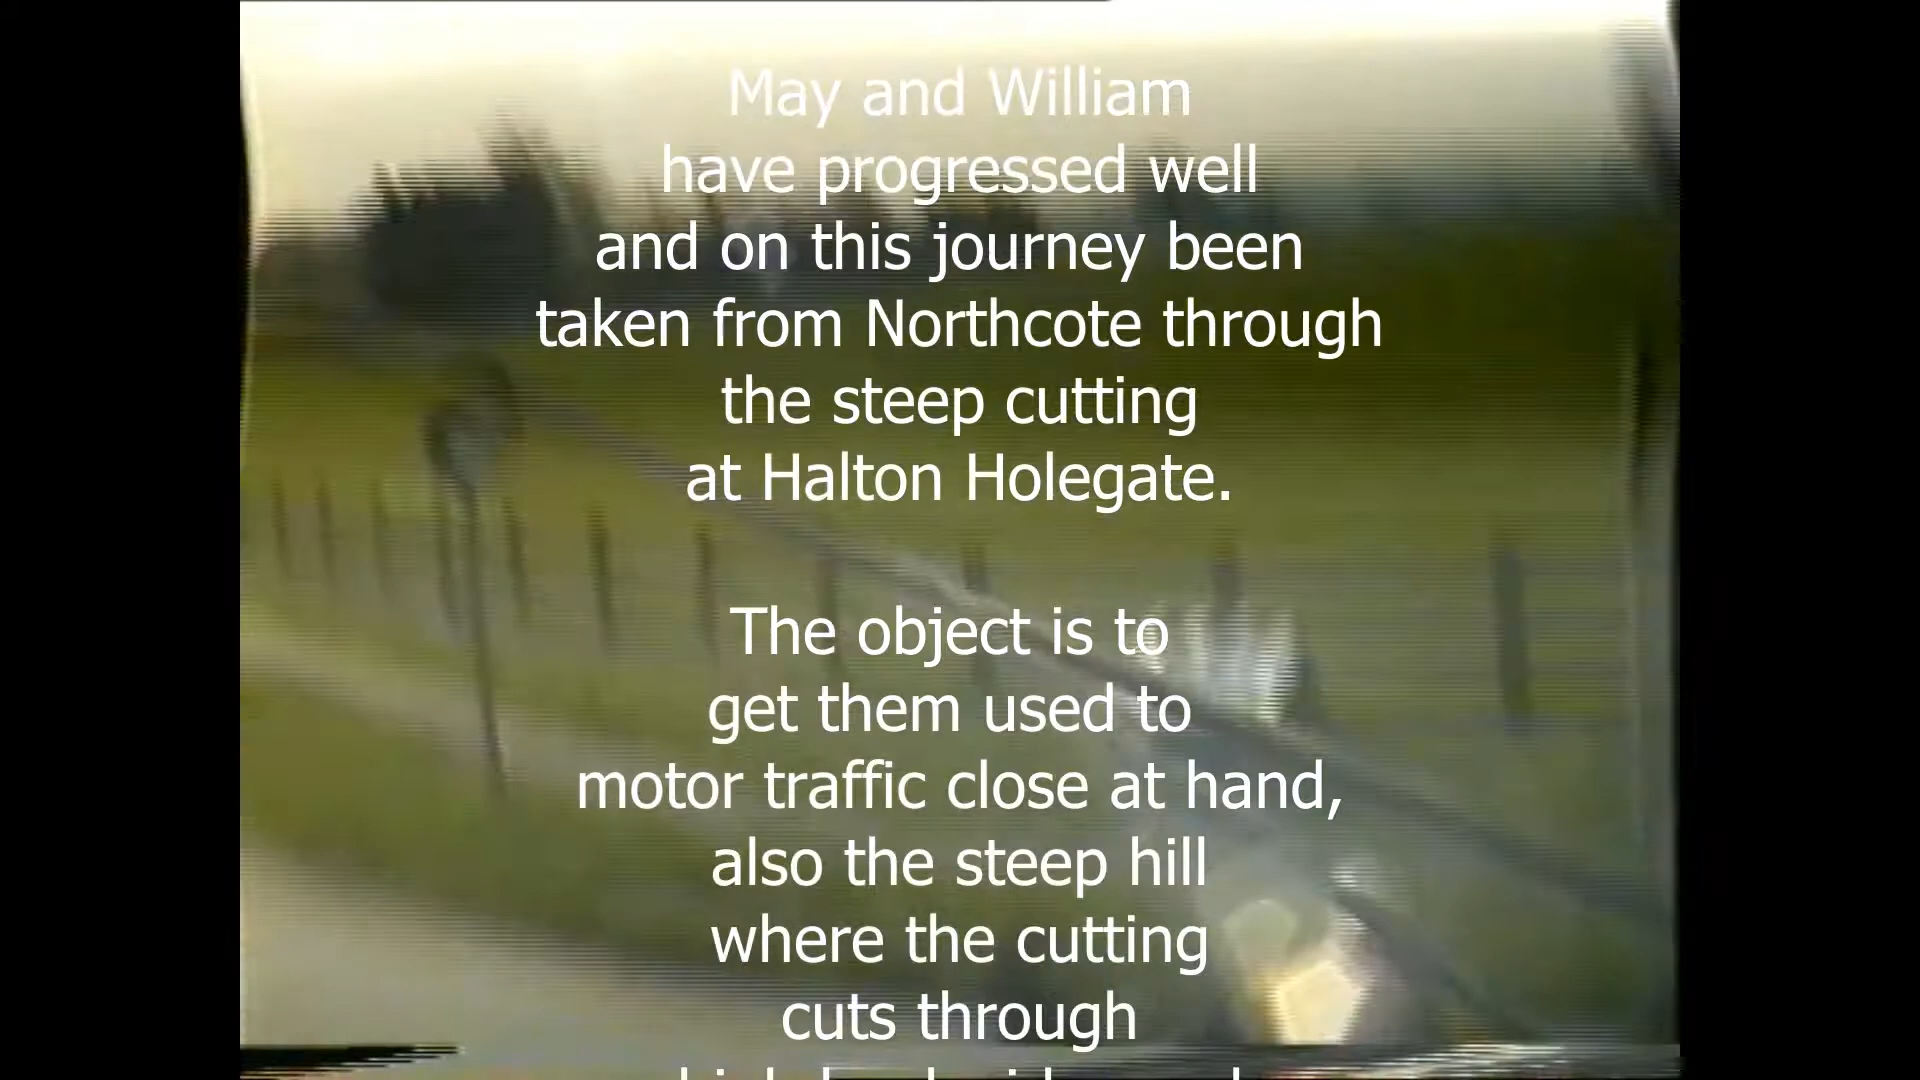 May and William
have progressed well
and on this journey been
taken from Northcote through
the steep cutting
at Halton Holegate.
The object is to
get them used to
motor traffic close at hand,
also the steep hill
where the cutting
cuts through